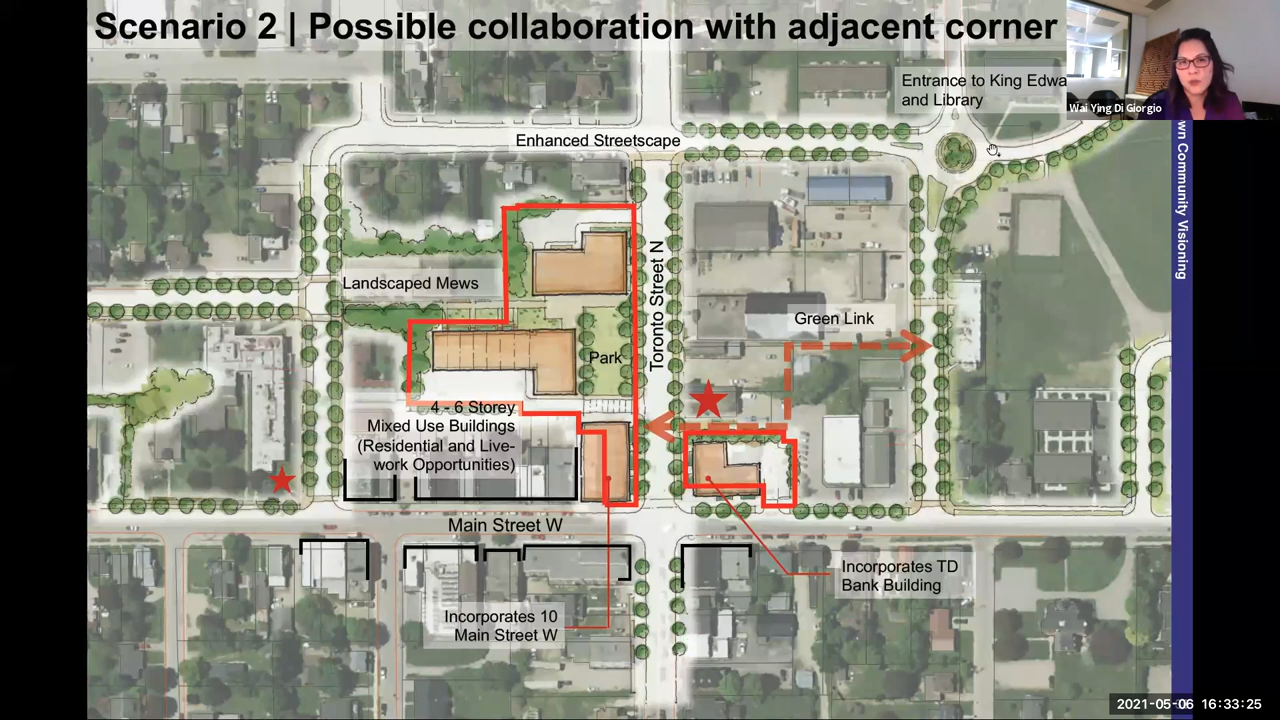 Scenario 2 | Possible collaboration with adjacent corner
Entrance to King Edwa
and Library
Wai Ying Di Giorgio
Enhanced Streetscape
wn Community Visioning
Toronto Street N
Landscaped Mews
Green Link
Park
4 - 6 Storey
Mixed Use Buildings
(Residential and Live-
work Opportunities)
Main Street W
Incorporates TD
Bank Building
Incorporates 10
Main Street W
2021-05-06 16:33:25